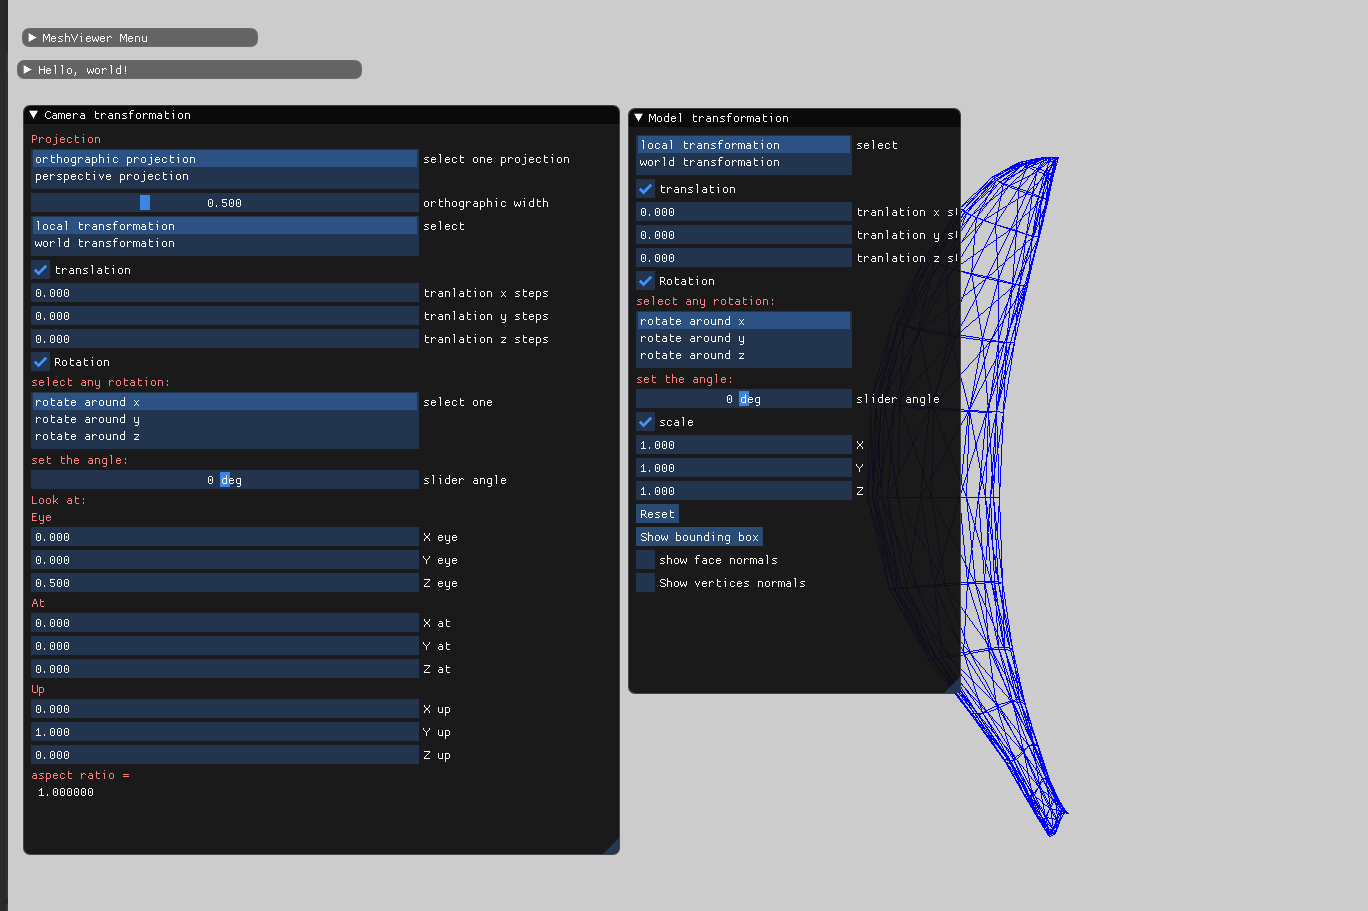 MeshViewer Menu
Hello, world!
Camera transformation
Projection
orthographic projection
perspective projection
select one projection
0.500 orthographic width
local transformation
world transformation
select
translation
0.000 tranlation x steps
0.000 tranlation y steps
0.000 tranlation z steps
Rotation
select any rotation:
rotate around x
rotate around y
rotate around z
select one
set the angle:
0 deg slider angle
Look at:
Eye
0.000 X eye
0.000 Y eye
0.500 Z eye
At
0.000 X at
0.000 Y at
0.000 Z at
Up
0.000 X up
1.000 Y up
0.000 Z up
aspect ratio =
1.000000
Model transformation
local transformation
world transformation
select
translation
0.000 tranlation x
0.000 tranlation y
0.000 tranlation z
Rotation
select any rotation:
rotate around x
rotate around y
rotate around z
set the angle:
0 deg slider angle
scale
1.000 X
1.000 Y
1.000 Z
Reset
Show bounding box
show face normals
Show vertices normals